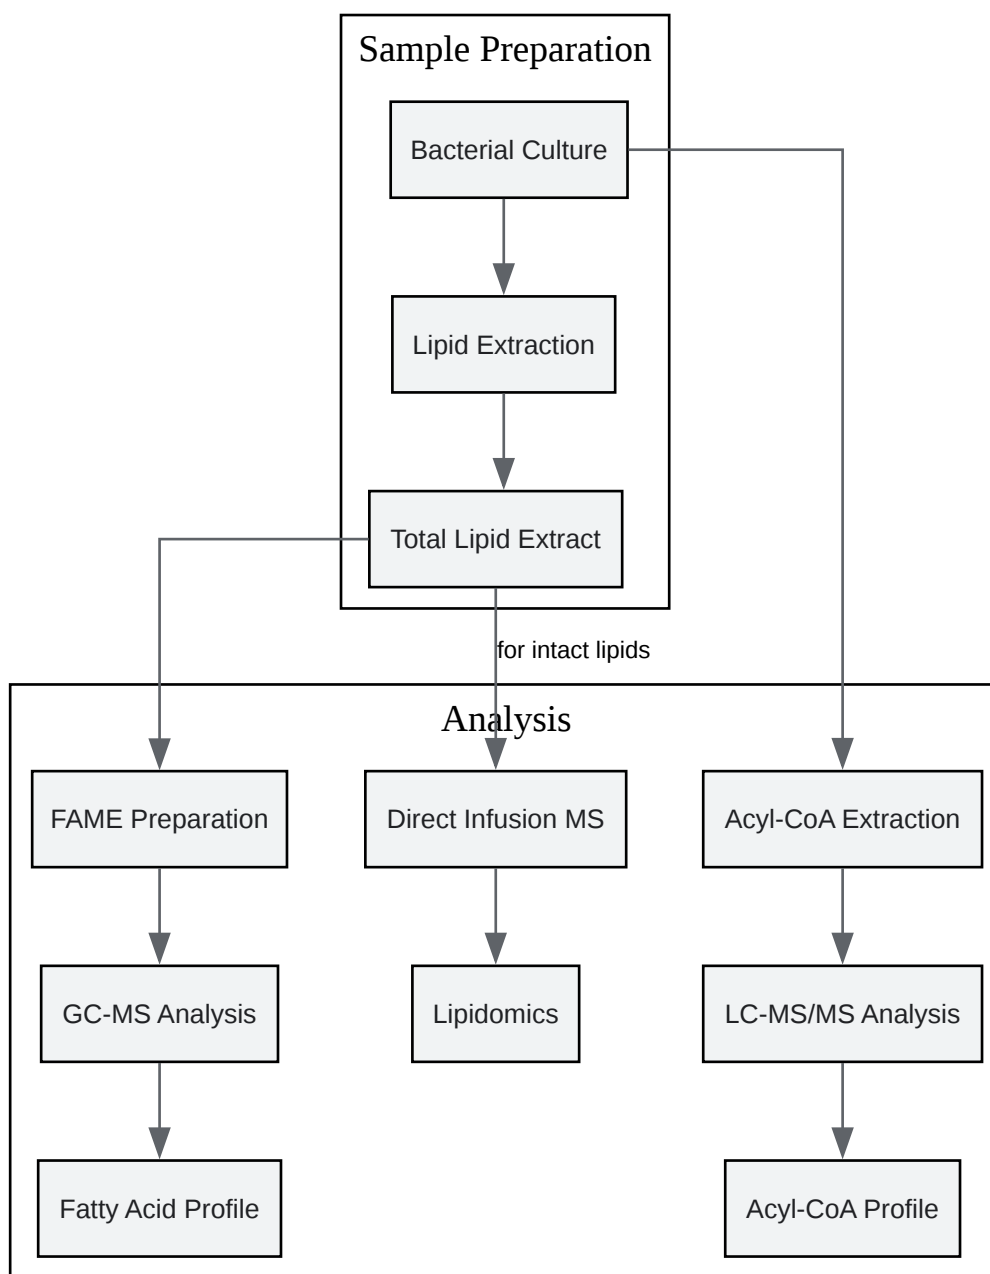 Sample Preparation
Bacterial Culture
Lipid Extraction
Total Lipid Extract
for intact lipids
Analysis
FAME Preparation
Direct Infusion MS
Acyl-CoA Extraction
GC-MS Analysis
Lipidomics
LC-MS/MS Analysis
Fatty Acid Profile
Acyl-CoA Profile